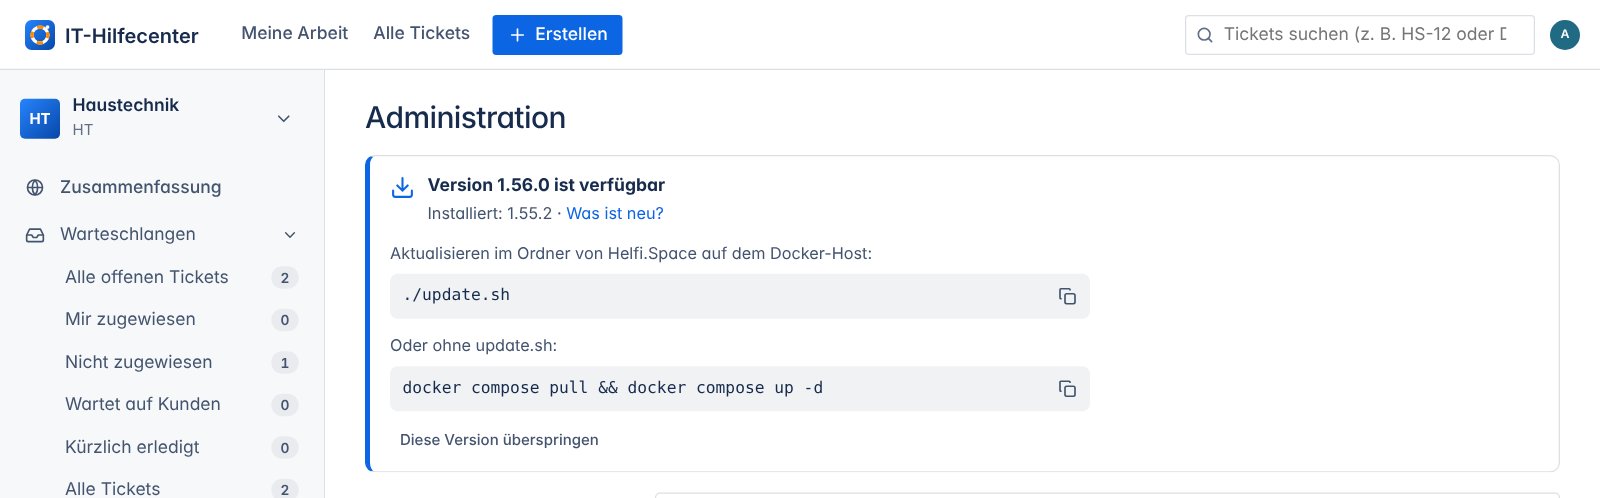 IT-Hilfecenter
Meine Arbeit
Alle Tickets
Erstellen
Tickets suchen (z. B. HS-12 oder
A
HT
Haustechnik
HT
Zusammenfassung
Warteschlangen
Alle offenen Tickets 2
Mir zugewiesen 0
Nicht zugewiesen 1
Wartet auf Kunden 0
Kürzlich erledigt 0
Alle Tickets 2
Administration
Version 1.56.0 ist verfügbar
Installiert: 1.55.2 · Was ist neu?
Aktualisieren im Ordner von Helfi.Space auf dem Docker-Host:
./update.sh
Oder ohne update.sh:
docker compose pull && docker compose up -d
Diese Version überspringen